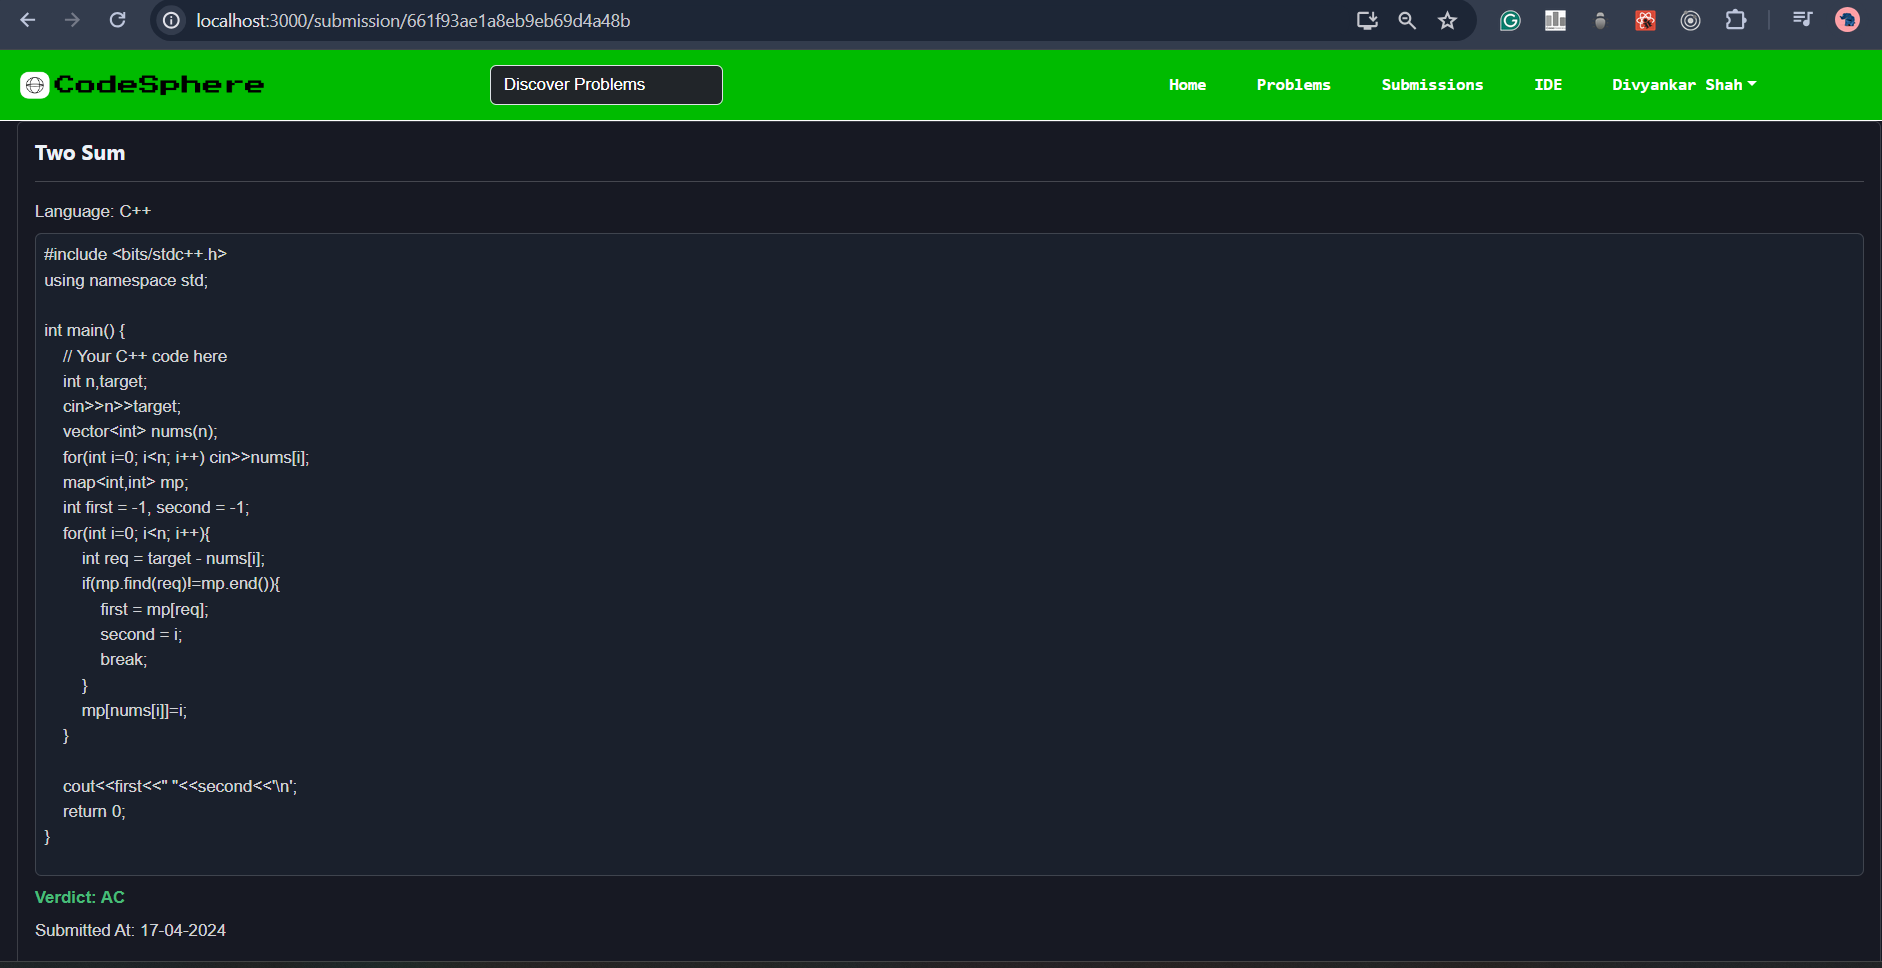 localhost:3000/submission/661f93ae1a8eb9eb69d4a48b
CodeSphere
Discover Problems
Home
Problems
Submissions
IDE
Divyankar Shah
Two Sum
Language: C++
#include <bits/stdc++.h>
using namespace std;
int main() {
// Your C++ code here
int n,target;
cin>>n>>target;
vector<int> nums(n);
for(int i=0; i<n; i++) cin>>nums[i];
map<int,int> mp;
int first = -1, second = -1;
for(int i=0; i<n; i++){
int req = target - nums[i];
if(mp.find(req)!=mp.end()){
first = mp[req];
second = i;
break;
}
mp[nums[i]]=i;
}
cout<<first<<" "<<second<<'\n';
return 0;
}
Verdict: AC
Submitted At: 17-04-2024